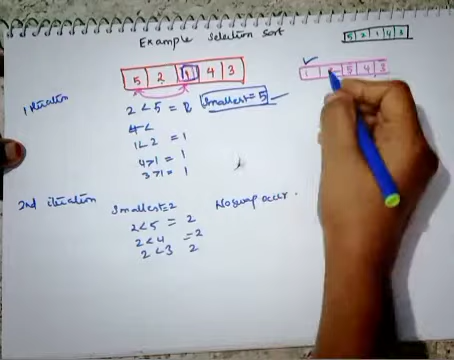 Example Selection sort
5 2 1 4 3
5 2 1 4 3
1 5 4 3
1 iteration
2 < 5 = 2 Smallest = 5
4 <
1 < 2 = 1
4 > 1 = 1
3 > 1 = 1
2nd iteration Smallest = 2 No swap occur.
2 < 5 = 2
2 < 4 = 2
2 < 3 2